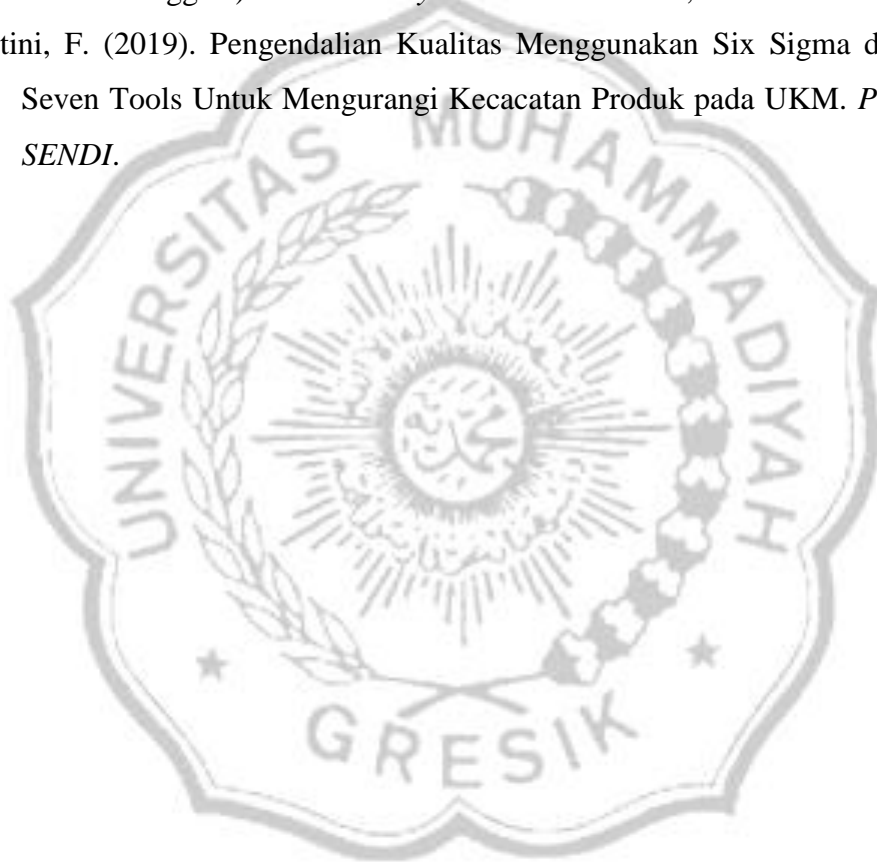 tini, F. (2019). Pengendalian Kualitas Menggunakan Six Sigma d
Seven Tools Untuk Mengurangi Kecacatan Produk pada UKM. P
SENDI.
UNIVERSITAS MUHAMMADIYAH
GRESIK